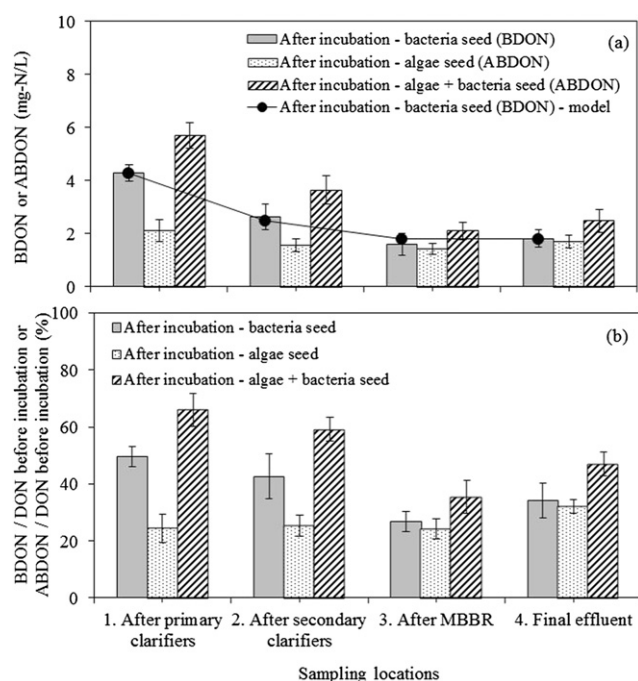 (a)
After incubation - bacteria seed (BDON)
After incubation - algae seed (ABDON)
After incubation - algae + bacteria seed (ABDON)
After incubation - bacteria seed (BDON) - model
BDON or ABDON (mg-N/L)
10
8
6
4
2
0
(b)
After incubation - bacteria seed
After incubation - algae seed
After incubation - algae + bacteria seed
BDON / DON before incubation or
ABDON / DON before incubation (%)
100
80
60
40
20
0
1. After primary
clarifiers
2. After secondary
clarifiers
3. After MBBR
4. Final effluent
Sampling locations